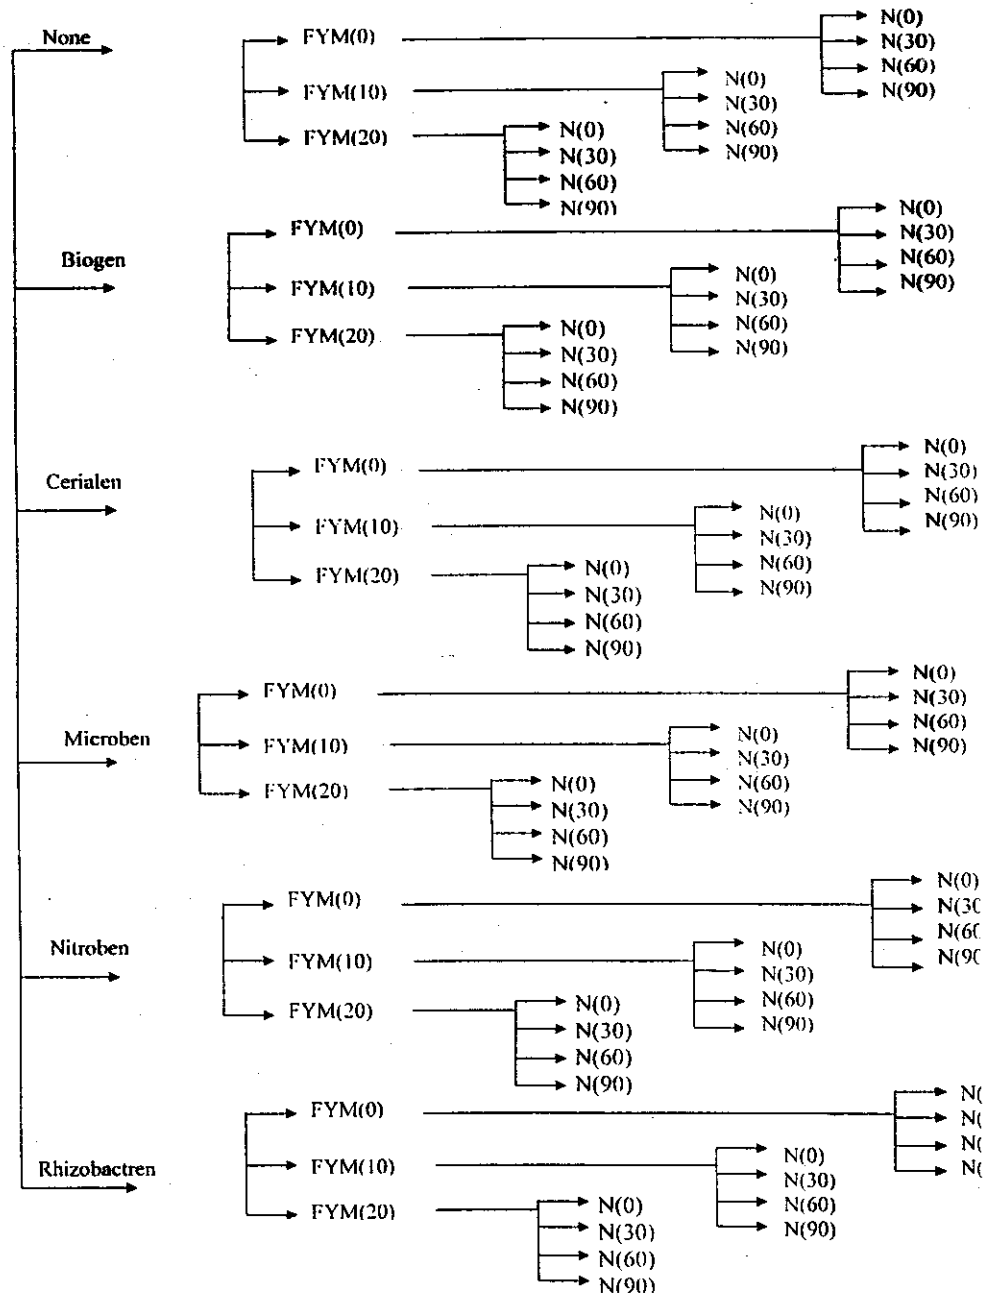 None
FYM(0)
N(0)
N(30)
N(60)
N(90)
FYM(10)
N(0)
N(30)
N(60)
N(90)
FYM(20)
N(0)
N(30)
N(60)
N(90)
Biogen
FYM(0)
N(0)
N(30)
N(60)
N(90)
FYM(10)
N(0)
N(30)
N(60)
N(90)
FYM(20)
N(0)
N(30)
N(60)
N(90)
Cerialen
FYM(0)
N(0)
N(30)
N(60)
N(90)
FYM(10)
N(0)
N(30)
N(60)
N(90)
FYM(20)
N(0)
N(30)
N(60)
N(90)
Microben
FYM(0)
N(0)
N(30)
N(60)
N(90)
FYM(10)
N(0)
N(30)
N(60)
N(90)
FYM(20)
N(0)
N(30)
N(60)
N(90)
Nitroben
FYM(0)
N(0)
N(30
N(60
N(90
FYM(10)
N(0)
N(30)
N(60)
N(90)
FYM(20)
N(0)
N(30)
N(60)
N(90)
Rhizobactren
FYM(0)
N(
N(
N(
N(
FYM(10)
N(0)
N(30)
N(60)
N(90)
FYM(20)
N(0)
N(30)
N(60)
N(90)